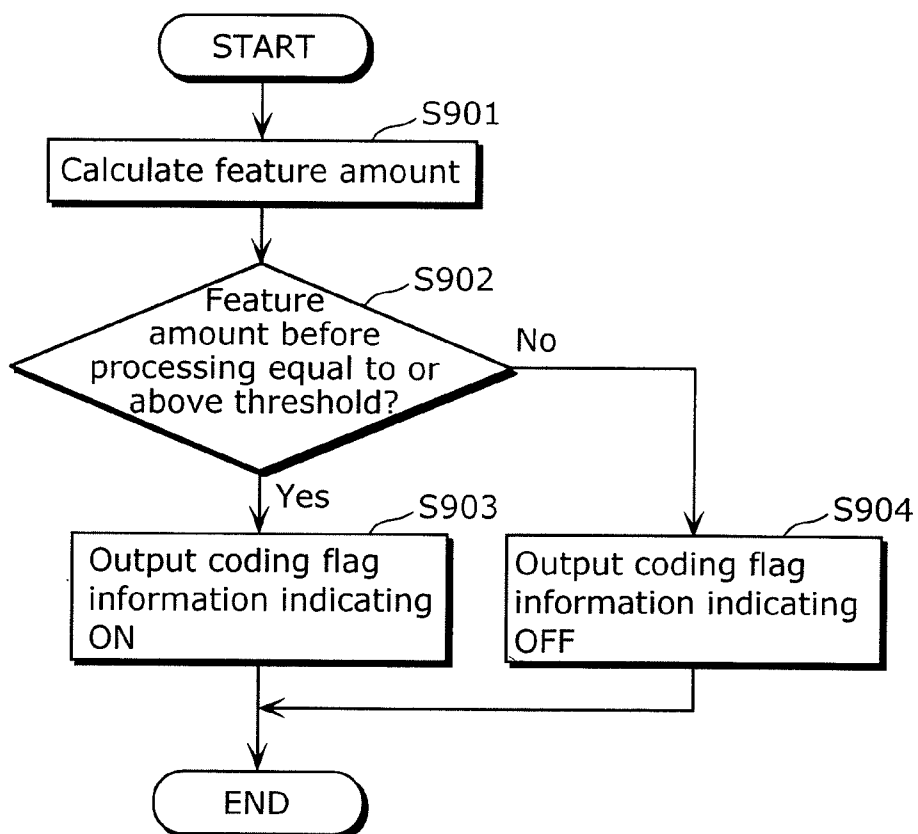 START
S901
Calculate feature amount
S902
Feature
amount before
processing equal to or
above threshold?
No
Yes
S903
Output coding flag
information indicating
ON
S904
Output coding flag
information indicating
OFF
END